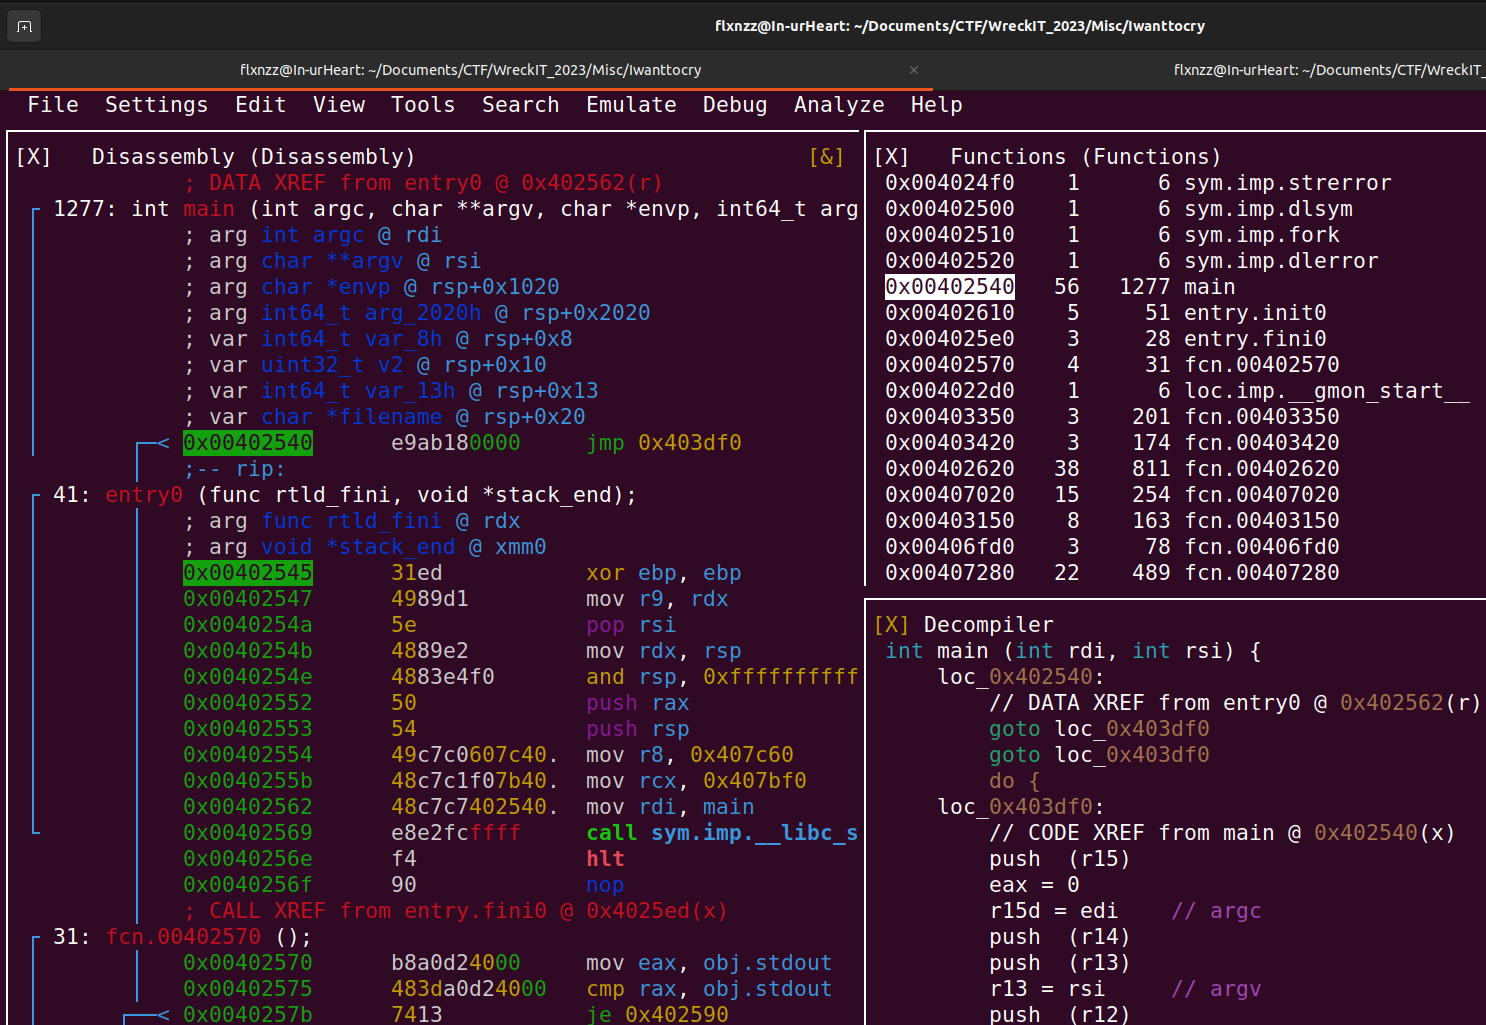 flxnzz@In-urHeart: ~/Documents/CTF/WreckIT_2023/Misc/Iwanttocry
flxnzz@In-urHeart: ~/Documents/CTF/WreckIT_2023/Misc/Iwanttocry × flxnzz@In-urHeart: ~/Documents/CTF/WreckIT_
File Settings Edit View Tools Search Emulate Debug Analyze Help
[X] Disassembly (Disassembly) [&]
; DATA XREF from entry0 @ 0x402562(r)
1277: int main (int argc, char **argv, char *envp, int64_t arg
; arg int argc @ rdi
; arg char **argv @ rsi
; arg char *envp @ rsp+0x1020
; arg int64_t arg_2020h @ rsp+0x2020
; var int64_t var_8h @ rsp+0x8
; var uint32_t v2 @ rsp+0x10
; var int64_t var_13h @ rsp+0x13
; var char *filename @ rsp+0x20
< 0x00402540 e9ab180000 jmp 0x403df0
;-- rip:
41: entry0 (func rtld_fini, void *stack_end);
; arg func rtld_fini @ rdx
; arg void *stack_end @ xmm0
0x00402545 31ed xor ebp, ebp
0x00402547 4989d1 mov r9, rdx
0x0040254a 5e pop rsi
0x0040254b 4889e2 mov rdx, rsp
0x0040254e 4883e4f0 and rsp, 0xffffffffff
0x00402552 50 push rax
0x00402553 54 push rsp
0x00402554 49c7c0607c40. mov r8, 0x407c60
0x0040255b 48c7c1f07b40. mov rcx, 0x407bf0
0x00402562 48c7c7402540. mov rdi, main
0x00402569 e8e2fcffff call sym.imp.__libc_s
0x0040256e f4 hlt
0x0040256f 90 nop
; CALL XREF from entry.fini0 @ 0x4025ed(x)
31: fcn.00402570 ();
0x00402570 b8a0d24000 mov eax, obj.stdout
0x00402575 483da0d24000 cmp rax, obj.stdout
< 0x0040257b 7413 je 0x402590
[X] Functions (Functions)
0x004024f0 1 6 sym.imp.strerror
0x00402500 1 6 sym.imp.dlsym
0x00402510 1 6 sym.imp.fork
0x00402520 1 6 sym.imp.dlerror
0x00402540 56 1277 main
0x00402610 5 51 entry.init0
0x004025e0 3 28 entry.fini0
0x00402570 4 31 fcn.00402570
0x004022d0 1 6 loc.imp.__gmon_start__
0x00403350 3 201 fcn.00403350
0x00403420 3 174 fcn.00403420
0x00402620 38 811 fcn.00402620
0x00407020 15 254 fcn.00407020
0x00403150 8 163 fcn.00403150
0x00406fd0 3 78 fcn.00406fd0
0x00407280 22 489 fcn.00407280
[X] Decompiler
int main (int rdi, int rsi) {
loc_0x402540:
// DATA XREF from entry0 @ 0x402562(r)
goto loc_0x403df0
goto loc_0x403df0
do {
loc_0x403df0:
// CODE XREF from main @ 0x402540(x)
push (r15)
eax = 0
r15d = edi // argc
push (r14)
push (r13)
r13 = rsi // argv
push (r12)